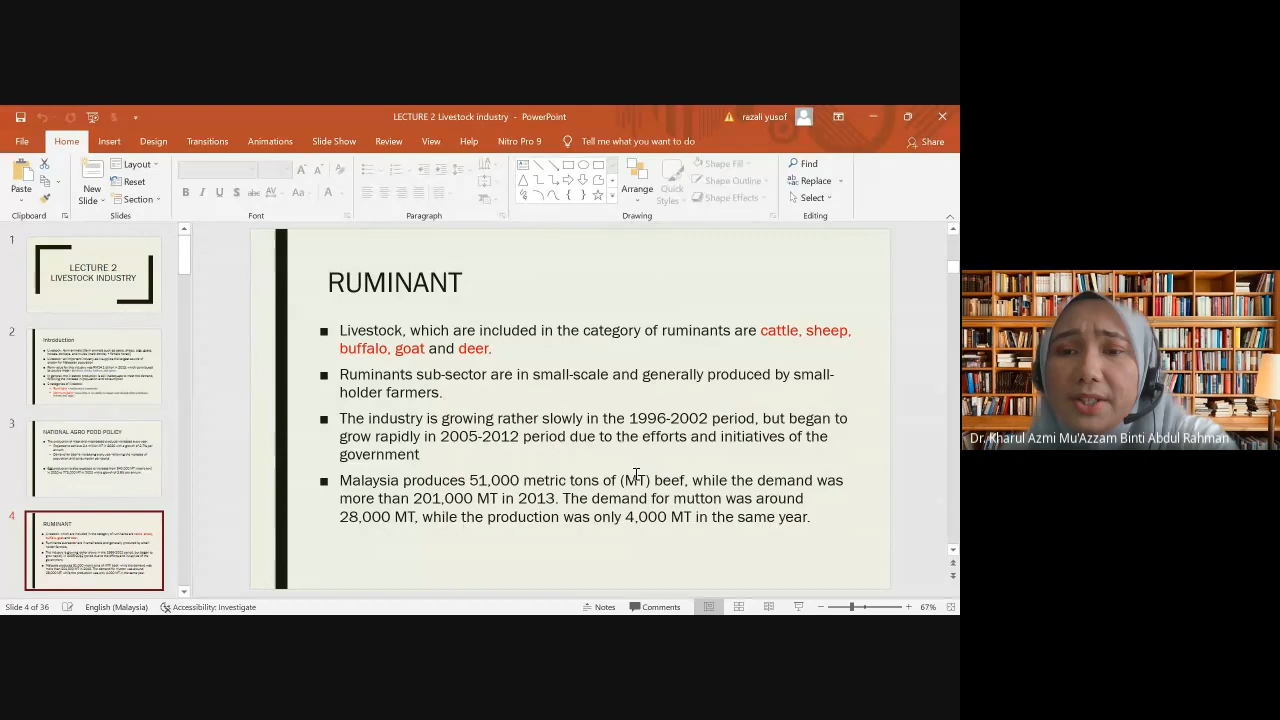 LECTURE 2 Livestock industry - PowerPoint
razali yusof
File Home Insert Design Transitions Animations Slide Show Review View Help Nitro Pro 9 Tell me what you want to do
Share
Paste
New
Slide
Layout
Reset
Section
B I U S abc AV Aa A
Arrange
Quick
Styles
Shape Fill
Shape Outline
Shape Effects
Find
Replace
Select
Clipboard Slides Font Paragraph Drawing Editing
1
LECTURE 2
LIVESTOCK INDUSTRY
2
Introduction
3
NATIONAL AGRO FOOD POLICY
4
RUMINANT
RUMINANT
Livestock, which are included in the category of ruminants are cattle, sheep,
buffalo, goat and deer.
Ruminants sub-sector are in small-scale and generally produced by small-
holder farmers.
The industry is growing rather slowly in the 1996-2002 period, but began to
grow rapidly in 2005-2012 period due to the efforts and initiatives of the
government
Malaysia produces 51,000 metric tons of (MT) beef, while the demand was
more than 201,000 MT in 2013. The demand for mutton was around
28,000 MT, while the production was only 4,000 MT in the same year.
Dr. Kharul Azmi Mu'Azzam Binti Abdul Rahman
Slide 4 of 36 English (Malaysia) Accessibility: Investigate Notes Comments 67%